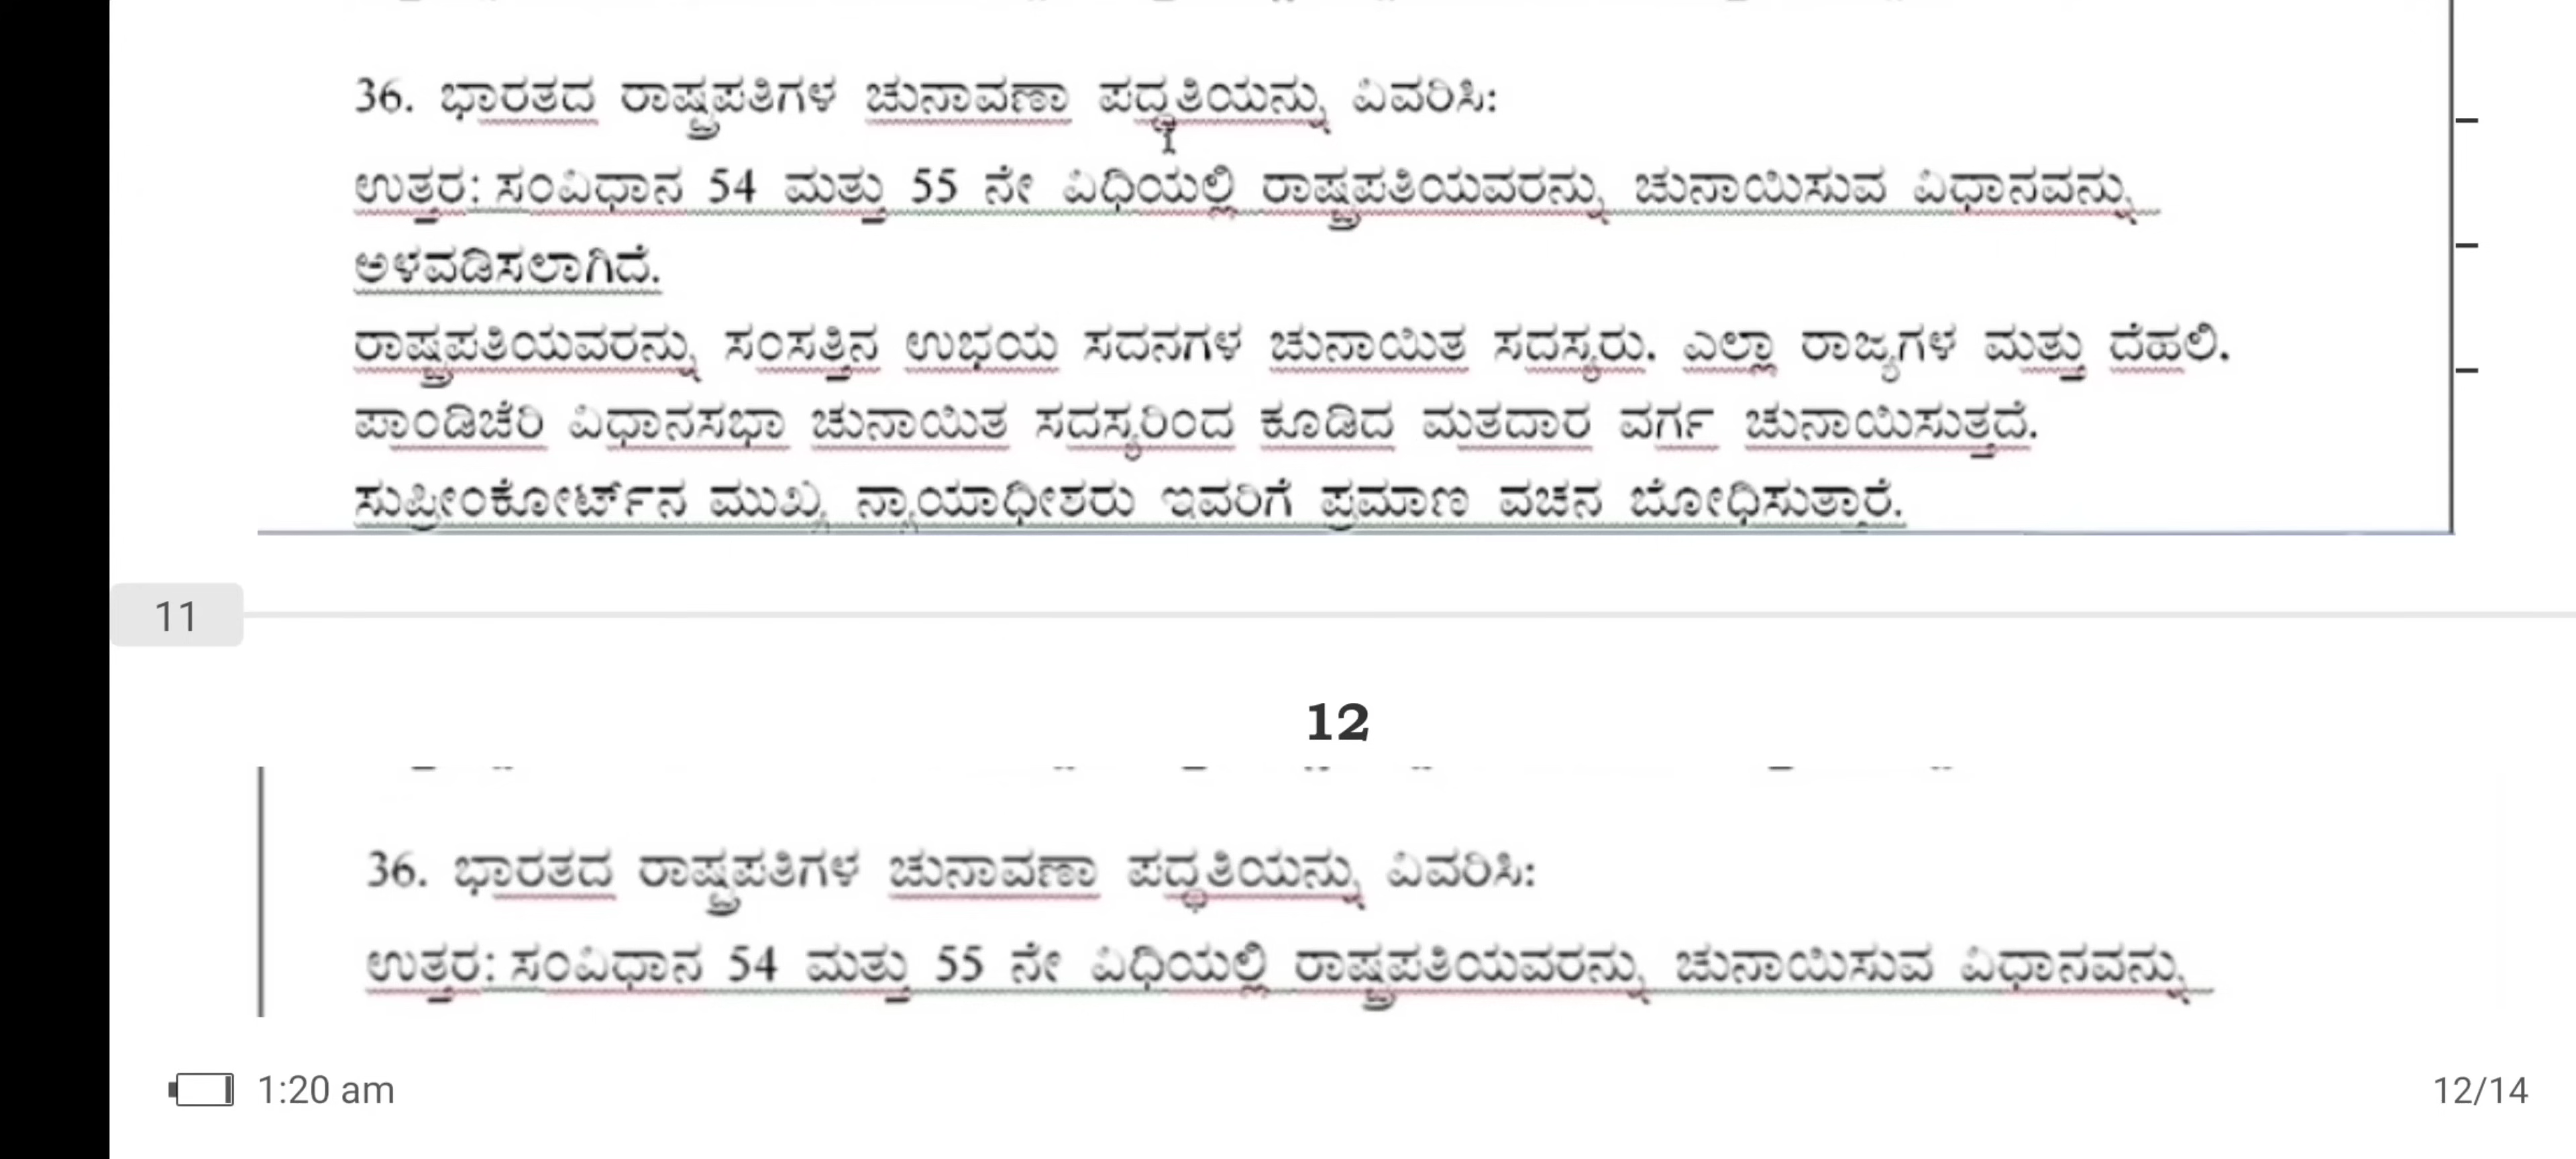 36. ಭಾರತದ ರಾಷ್ಟ್ರಪತಿಗಳ ಚುನಾವಣಾ ಪದ್ಧತಿಯನ್ನು ವಿವರಿಸಿ:
ಉತ್ತರ: ಸಂವಿಧಾನ 54 ಮತ್ತು 55 ನೇ ವಿಧಿಯಲ್ಲಿ ರಾಷ್ಟ್ರಪತಿಯವರನ್ನು ಚುನಾಯಿಸುವ ವಿಧಾನವನ್ನು
ಅಳವಡಿಸಲಾಗಿದೆ.
ರಾಷ್ಟ್ರಪತಿಯವರನ್ನು ಸಂಸತ್ತಿನ ಉಭಯ ಸದನಗಳ ಚುನಾಯಿತ ಸದಸ್ಯರು. ಎಲ್ಲಾ ರಾಜ್ಯಗಳ ಮತ್ತು ದೆಹಲಿ.
ಪಾಂಡಿಚೆರಿ ವಿಧಾನಸಭಾ ಚುನಾಯಿತ ಸದಸ್ಯರಿಂದ ಕೂಡಿದ ಮತದಾರ ವರ್ಗ ಚುನಾಯಿಸುತ್ತದೆ.
ಸುಪ್ರೀಂಕೋರ್ಟ್‌ನ ಮುಖ್ಯ ನ್ಯಾಯಾಧೀಶರು ಇವರಿಗೆ ಪ್ರಮಾಣ ವಚನ ಬೋಧಿಸುತ್ತಾರೆ.
11
12
36. ಭಾರತದ ರಾಷ್ಟ್ರಪತಿಗಳ ಚುನಾವಣಾ ಪದ್ಧತಿಯನ್ನು ವಿವರಿಸಿ:
ಉತ್ತರ: ಸಂವಿಧಾನ 54 ಮತ್ತು 55 ನೇ ವಿಧಿಯಲ್ಲಿ ರಾಷ್ಟ್ರಪತಿಯವರನ್ನು ಚುನಾಯಿಸುವ ವಿಧಾನವನ್ನು
1:20 am 12/14